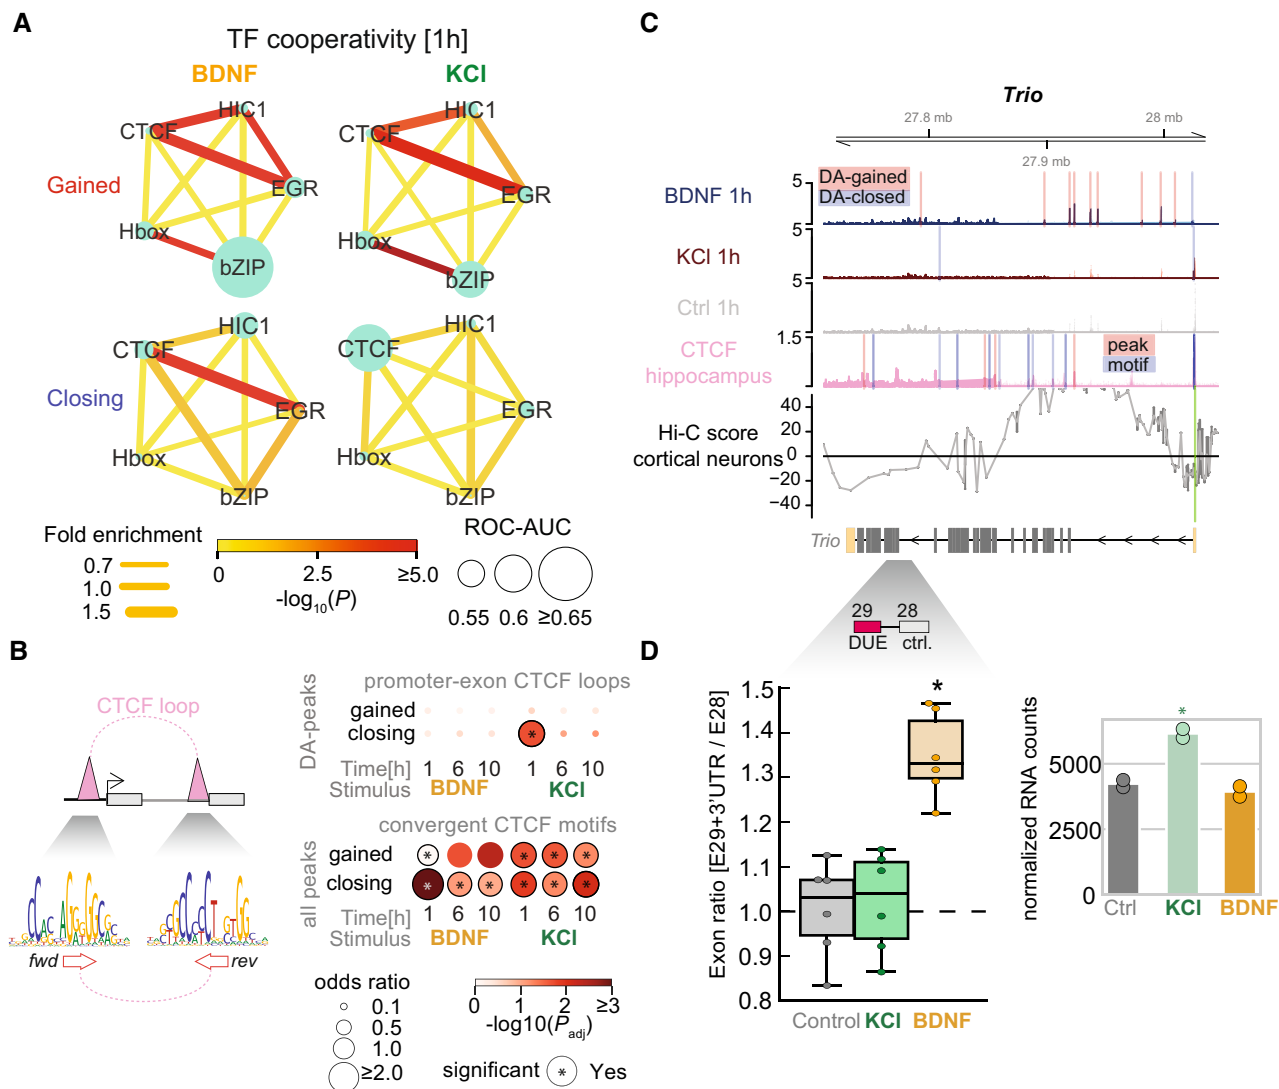 A
TF cooperativity [1h]
BDNF
KCl
HIC1
CTCF
EGR
Hbox
bZIP
HIC1
CTCF
EGR
Hbox
bZIP
Gained
HIC1
CTCF
EGR
Hbox
bZIP
HIC1
CTCF
EGR
Hbox
bZIP
Closing
Fold enrichment
0.7
1.0
1.5
0
2.5
≥5.0
-log10(P)
ROC-AUC
0.55
0.6
≥0.65
B
CTCF loop
fwd
rev
DA-peaks
promoter-exon CTCF loops
gained
closing
*
Time[h]
1 6 10 1 6 10
Stimulus
BDNF
KCl
all peaks
convergent CTCF motifs
gained
* * * *
closing
* * * * * *
Time[h]
1 6 10 1 6 10
Stimulus
BDNF
KCl
odds ratio
0.1
0.5
1.0
≥2.0
0 1 2 ≥3
-log10(Padj)
significant * Yes
C
Trio
27.8 mb
28 mb
27.9 mb
BDNF 1h
5
DA-gained
DA-closed
KCl 1h
5
Ctrl 1h
5
CTCF
hippocampus
1.5
peak
motif
Hi-C score
cortical neurons
40
20
0
−20
−40
Trio
29
28
DUE
ctrl.
D
Exon ratio [E29+3'UTR / E28]
1.5
1.4
1.3
1.2
1.1
1.0
0.9
0.8
*
Control
KCl
BDNF
normalized RNA counts
5000
2500
0
*
Ctrl
KCl
BDNF